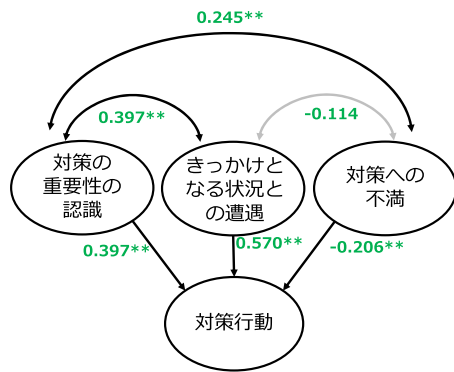 0.245**
0.397**
-0.114
対策の
重要性の
認識
きっかけと
なる状況と
の遭遇
対策への
不満
0.397**
0.570**
-0.206**
対策行動